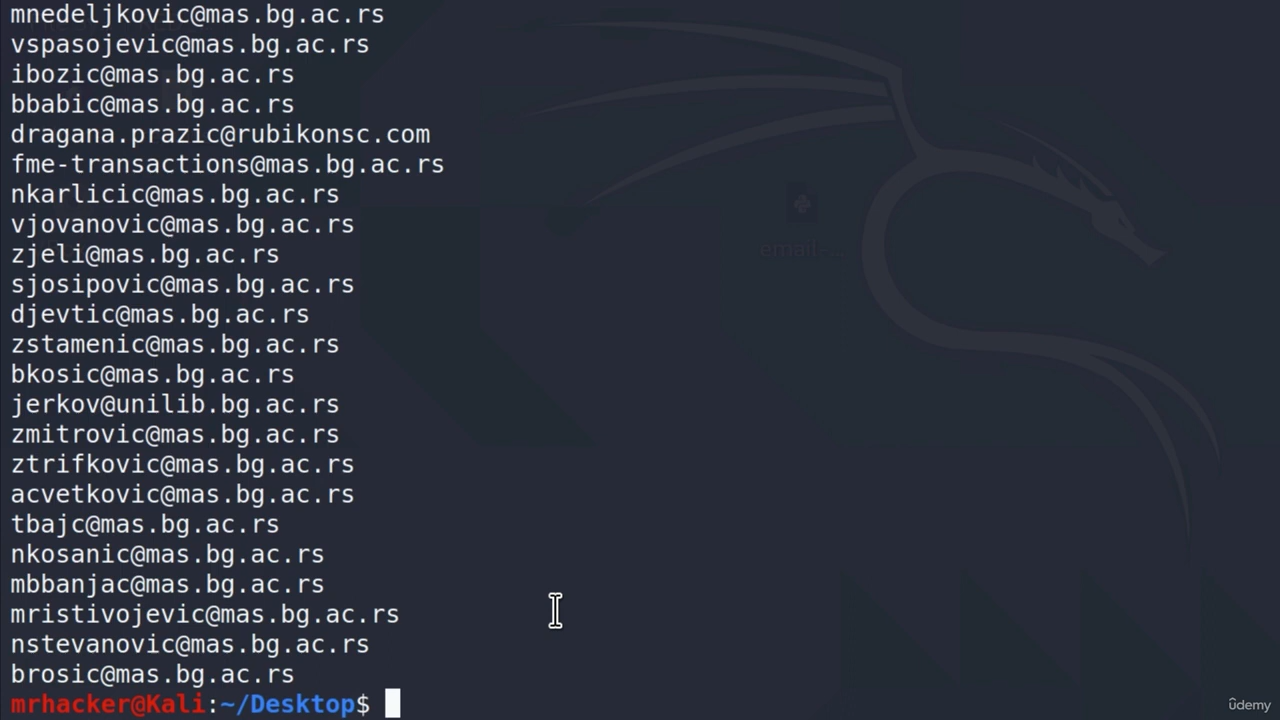 mnedeljkovic@mas.bg.ac.rs
vspasojevic@mas.bg.ac.rs
ibozic@mas.bg.ac.rs
bbabic@mas.bg.ac.rs
dragana.prazic@rubikonsc.com
fme-transactions@mas.bg.ac.rs
nkarlicic@mas.bg.ac.rs
vjovanovic@mas.bg.ac.rs
zjeli@mas.bg.ac.rs
email-...
sjosipovic@mas.bg.ac.rs
djevtic@mas.bg.ac.rs
zstamenic@mas.bg.ac.rs
bkosic@mas.bg.ac.rs
jerkov@unilib.bg.ac.rs
zmitrovic@mas.bg.ac.rs
ztrifkovic@mas.bg.ac.rs
acvetkovic@mas.bg.ac.rs
tbajc@mas.bg.ac.rs
nkosanic@mas.bg.ac.rs
mbbanjac@mas.bg.ac.rs
mristivojevic@mas.bg.ac.rs
nstevanovic@mas.bg.ac.rs
brosic@mas.bg.ac.rs
mrhacker@Kali:~/Desktop$
ûdemy